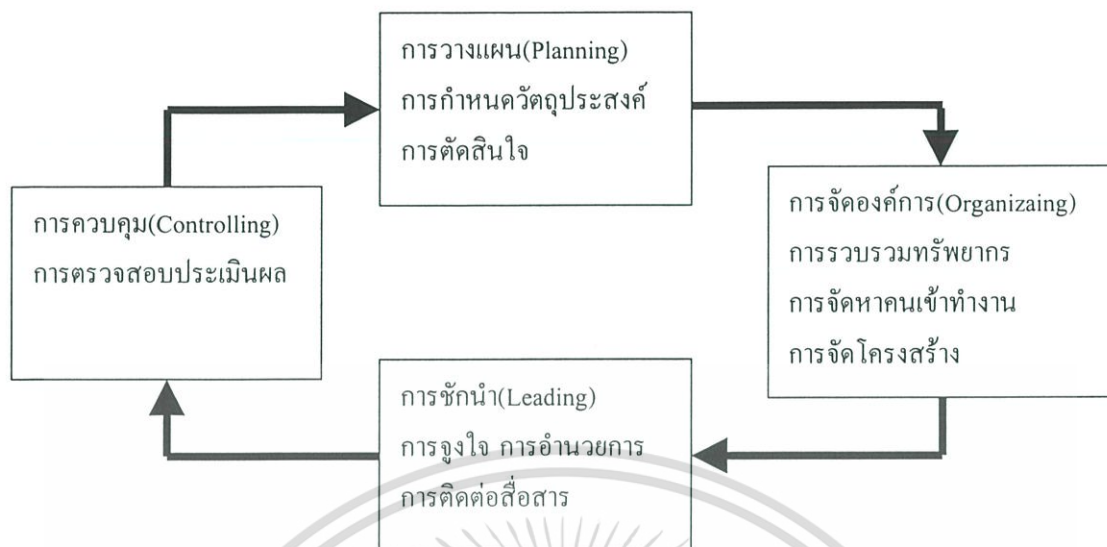 การวางแผน(Planning)
การกำหนดวัตถุประสงค์
การตัดสินใจ
การจัดองค์การ(Organizaing)
การรวบรวมทรัพยากร
การจัดหาคนเข้าทำงาน
การจัดโครงสร้าง
การชักนำ(Leading)
การจูงใจ การอำนวยการ
การติดต่อสื่อสาร
การควบคุม(Controlling)
การตรวจสอบประเมินผล